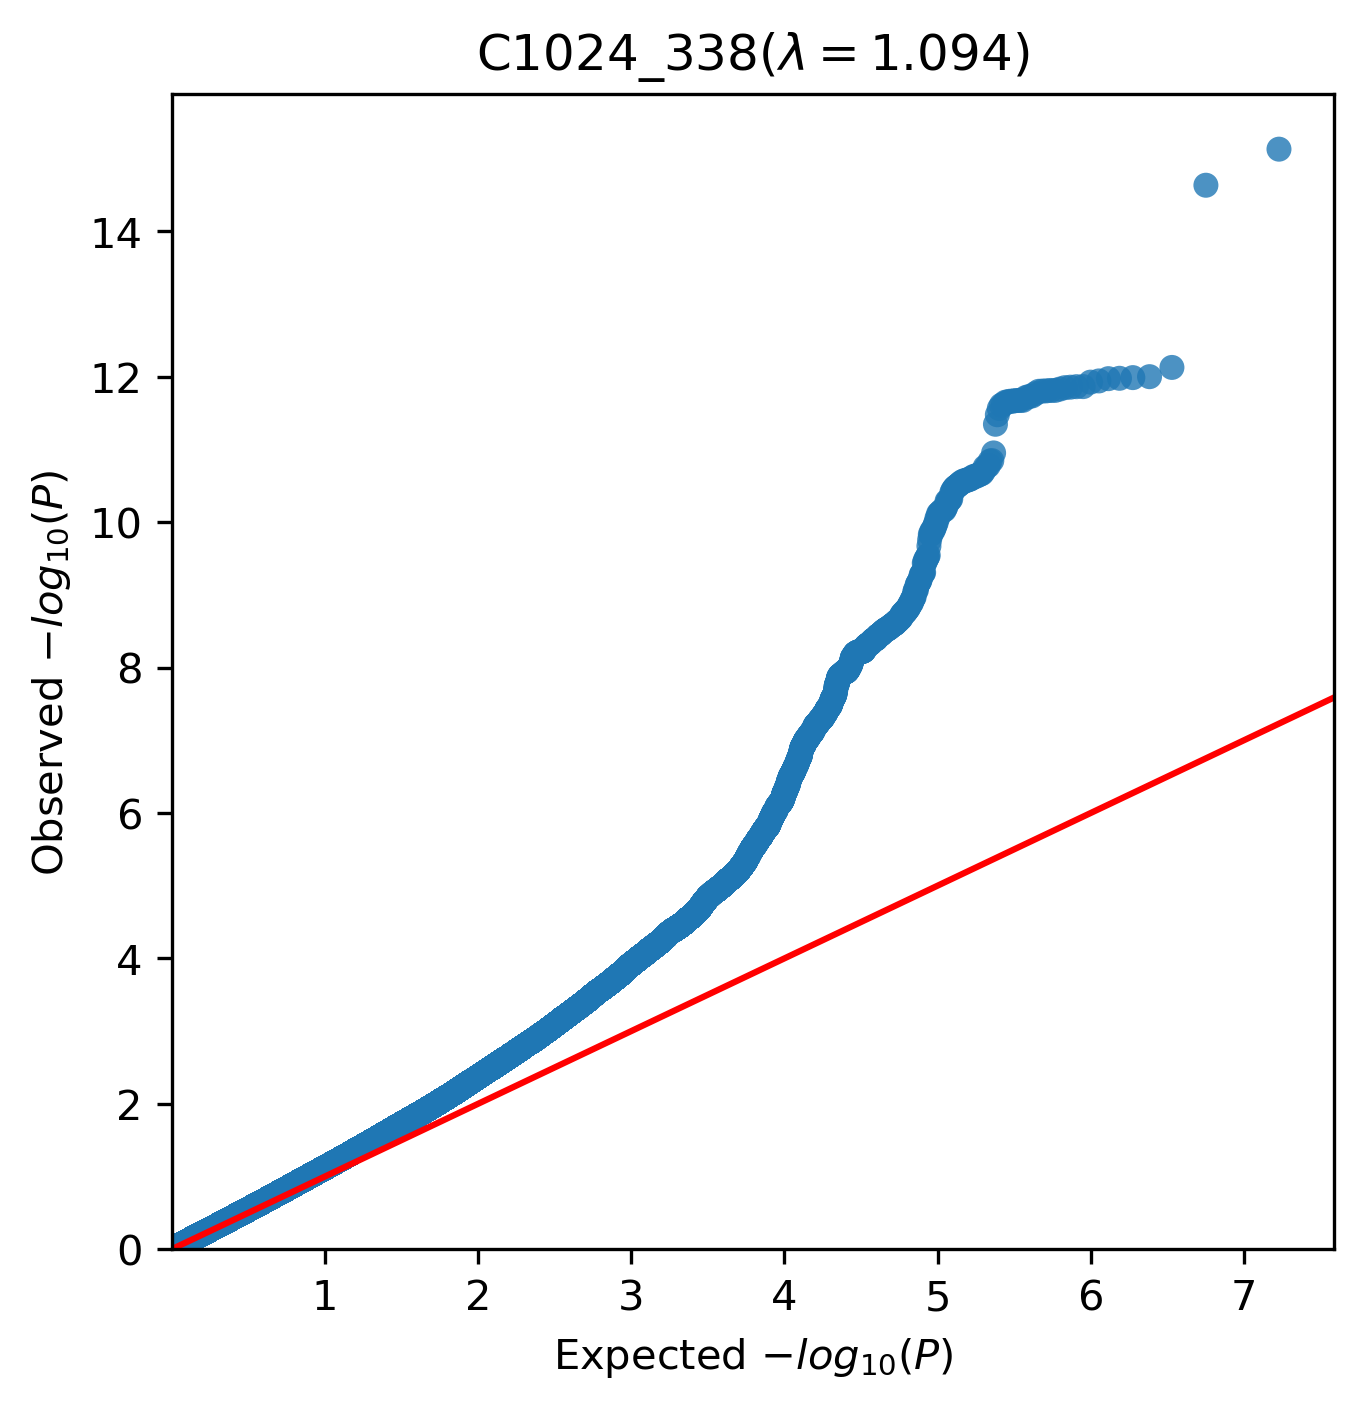 C1024_338(λ = 1.094)
Observed −log₁₀(P)
14
12
10
8
6
4
2
0
1 2 3 4 5 6 7
Expected −log₁₀(P)